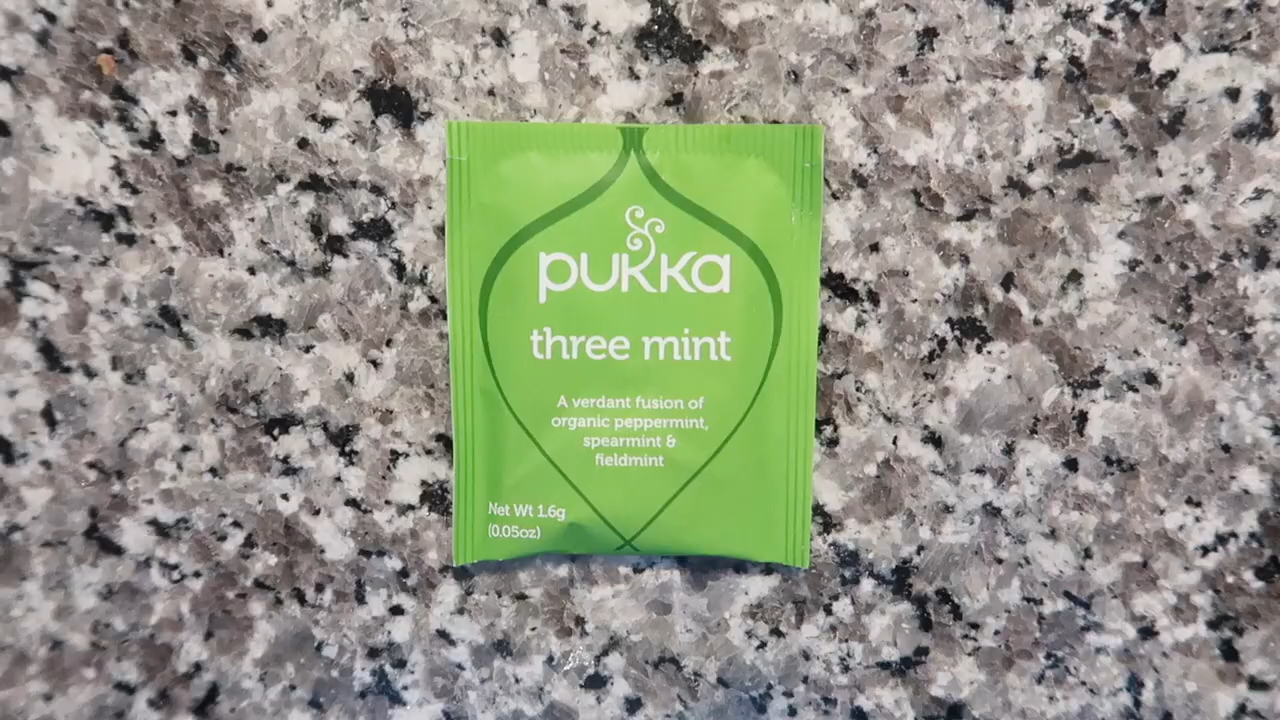 pukka
three mint
A verdant fusion of
organic peppermint,
spearmint &
fieldmint
Net Wt 1.6g
(0.05oz)